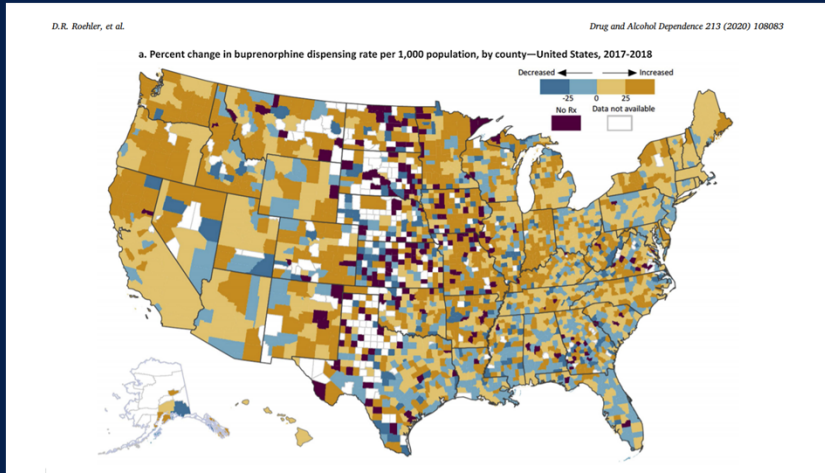 D.R. Roehler, et al.
Drug and Alcohol Dependence 213 (2020) 108083
a. Percent change in buprenorphine dispensing rate per 1,000 population, by county—United States, 2017-2018
Decreased
Increased
-25 0 25
No Rx
Data not available